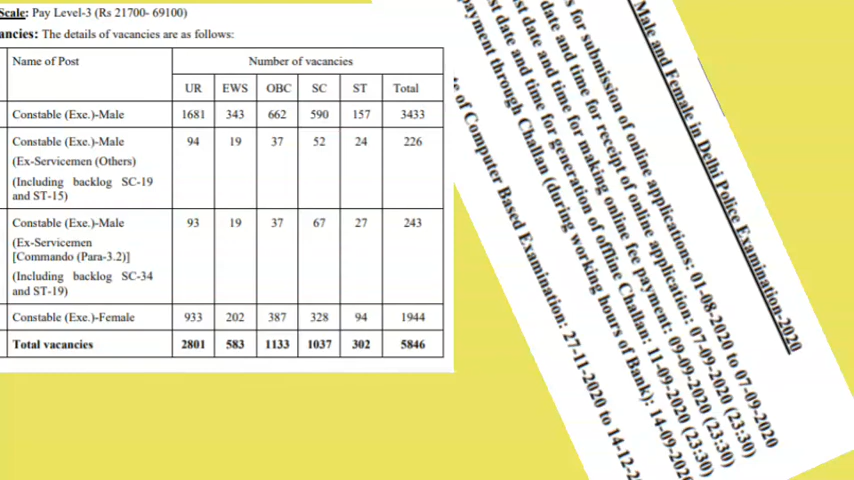 Scale: Pay Level-3 (Rs 21700- 69100)
ancies: The details of vacancies are as follows:
Name of Post Number of vacancies
UR EWS OBC SC ST Total
Constable (Exe.)-Male 1681 343 662 590 157 3433
Constable (Exe.)-Male 94 19 37 52 24 226
(Ex-Servicemen (Others)
(Including backlog SC-19
and ST-15)
Constable (Exe.)-Male 93 19 37 67 27 243
(Ex-Servicemen
[Commando (Para-3.2)]
(Including backlog SC-34
and ST-19)
Constable (Exe.)-Female 933 202 387 328 94 1944
Total vacancies 2801 583 1133 1037 302 5846
Male and Female in Delhi Police Examination-2020
s for submission of online applications: 01-08-2020 to 07-09-2020
date and time for receipt of online application: 07-09-2020 (23:30)
st date and time for making online fee payment: 09-09-2020 (23:30)
st date and time for generation of offline Challan: 11-09-2020 (23:30)
ayment through Challan (during working hours of Bank): 14-09-2020
e of Computer Based Examination: 27-11-2020 to 14-12-2